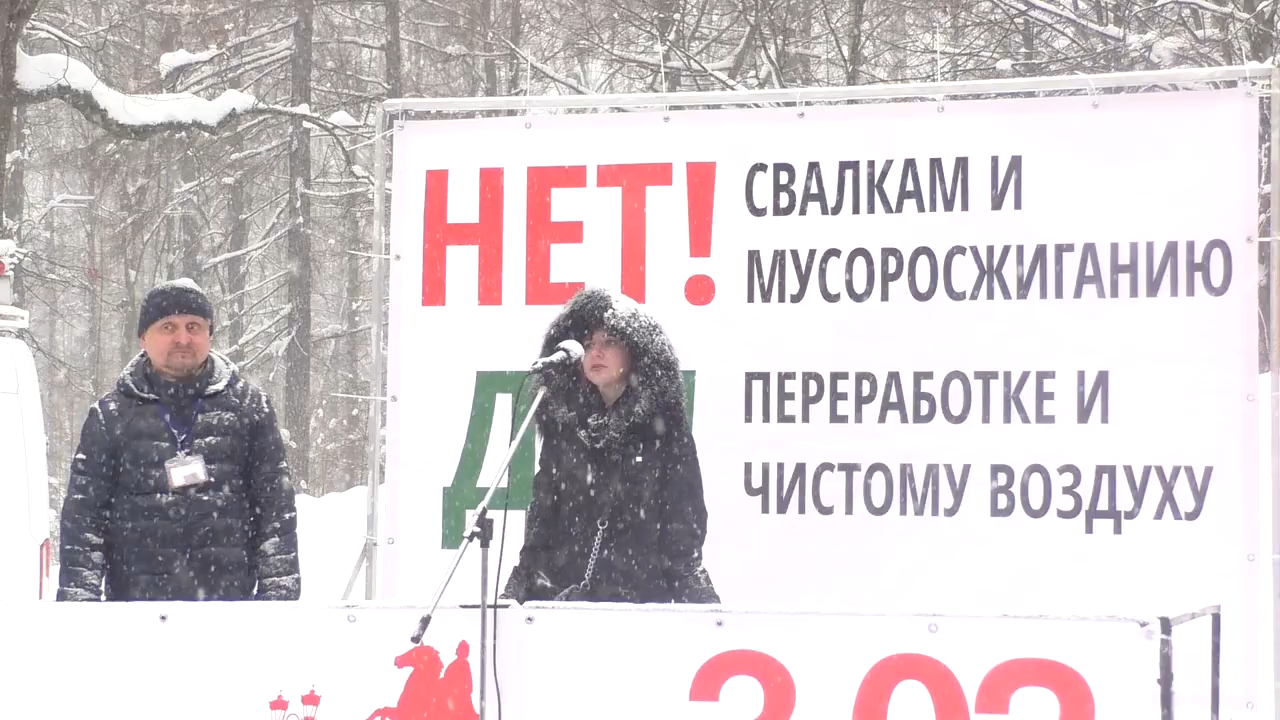 НЕТ!
СВАЛКАМ И
МУСОРОСЖИГАНИЮ
ПЕРЕРАБОТКЕ И
ЧИСТОМУ ВОЗДУХУ